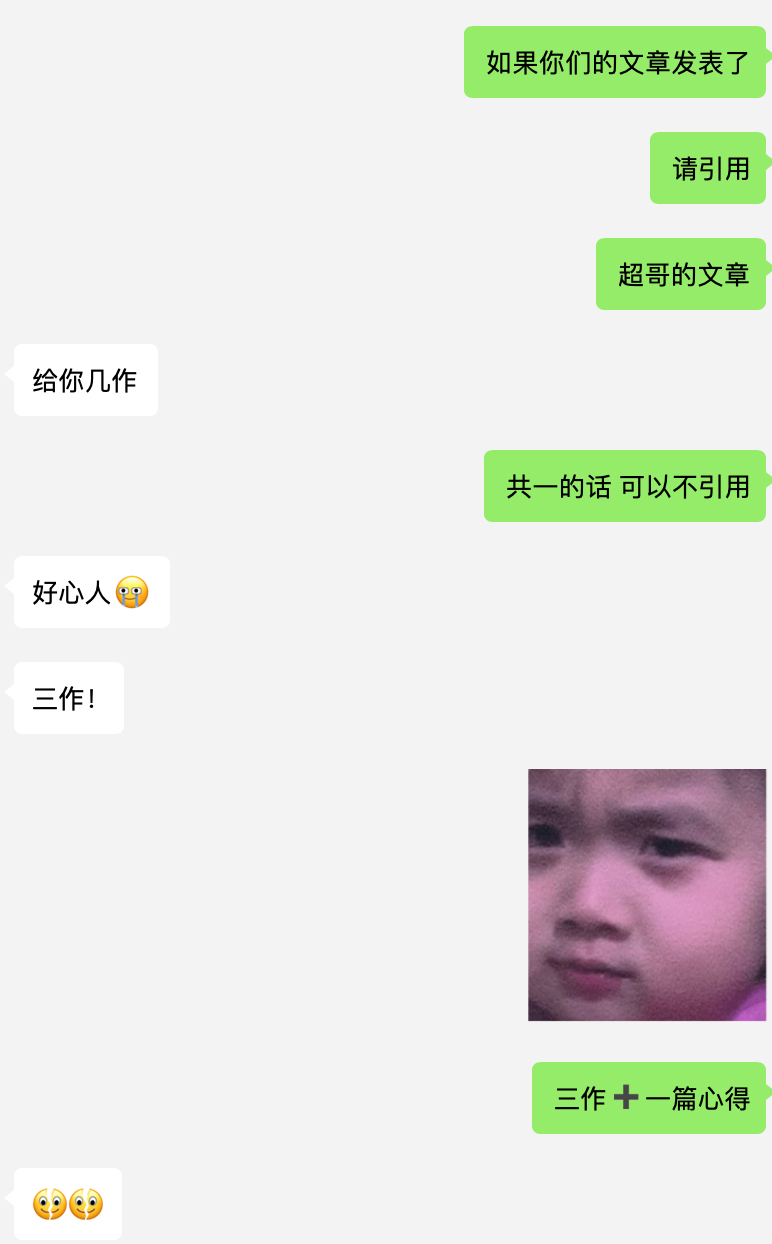 如果你们的文章发表了
请引用
超哥的文章
给你几作
共一的话 可以不引用
好心人
三作！
三作➕一篇心得